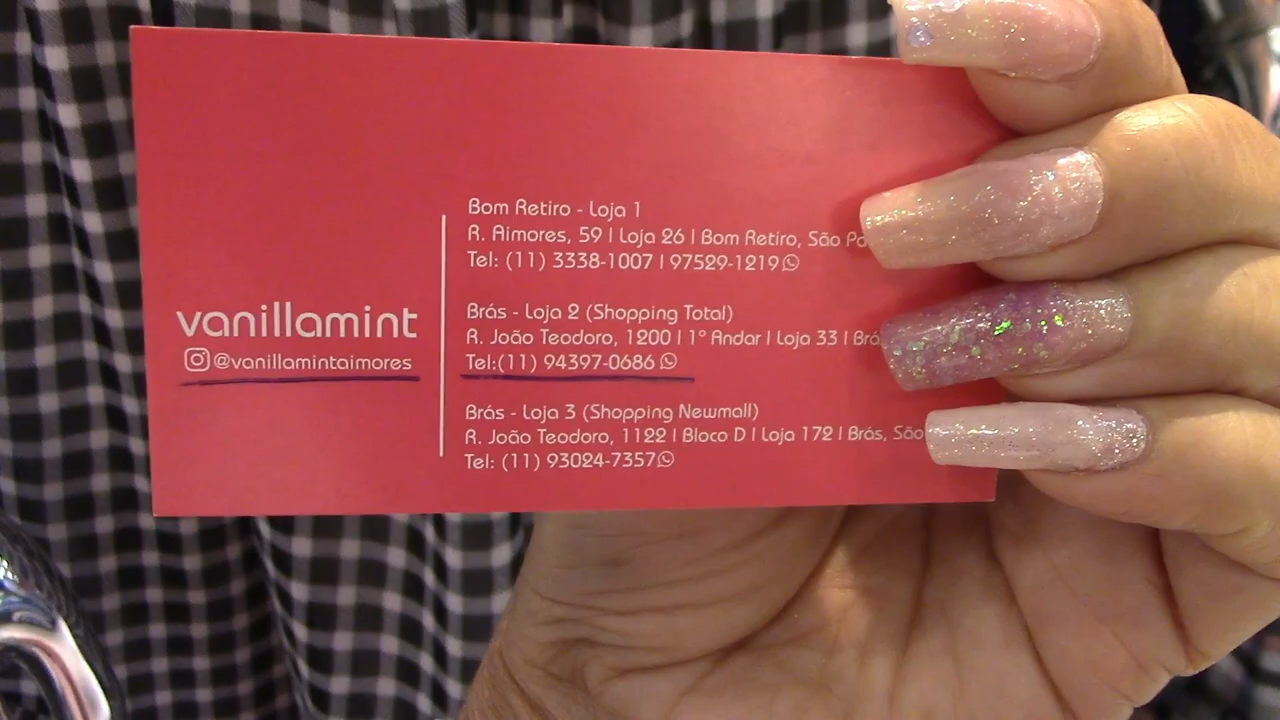 vanillamint
@vanillamintaimores
Bom Retiro - Loja 1
R. Aimores, 59 | Loja 26 | Bom Retiro, São
Tel: (11) 3338-1007 | 97529-1219
Brás - Loja 2 (Shopping Total)
R. João Teodoro, 1200 | 1º Andar | Loja 33 |
Tel:(11) 94397-0686
Brás - Loja 3 (Shopping Newmall)
R. João Teodoro, 1122 | Bloco D | Loja 172 | Brás, São
Tel: (11) 93024-7357